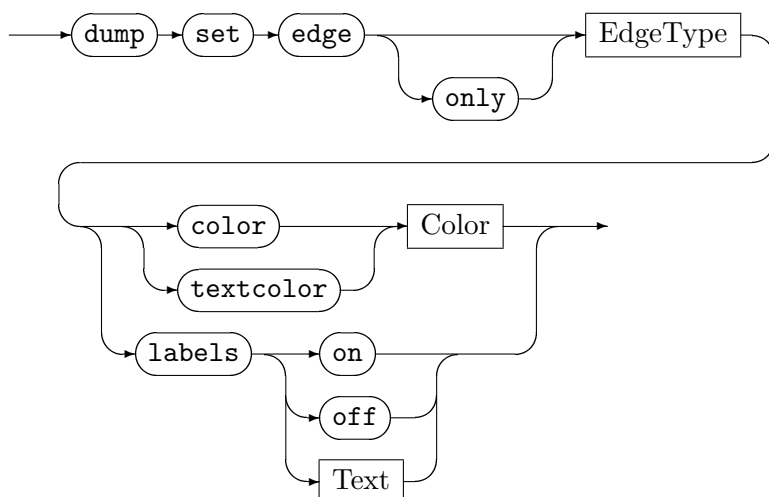 dump set edge EdgeType
only
color Color
textcolor
labels on
off
Text